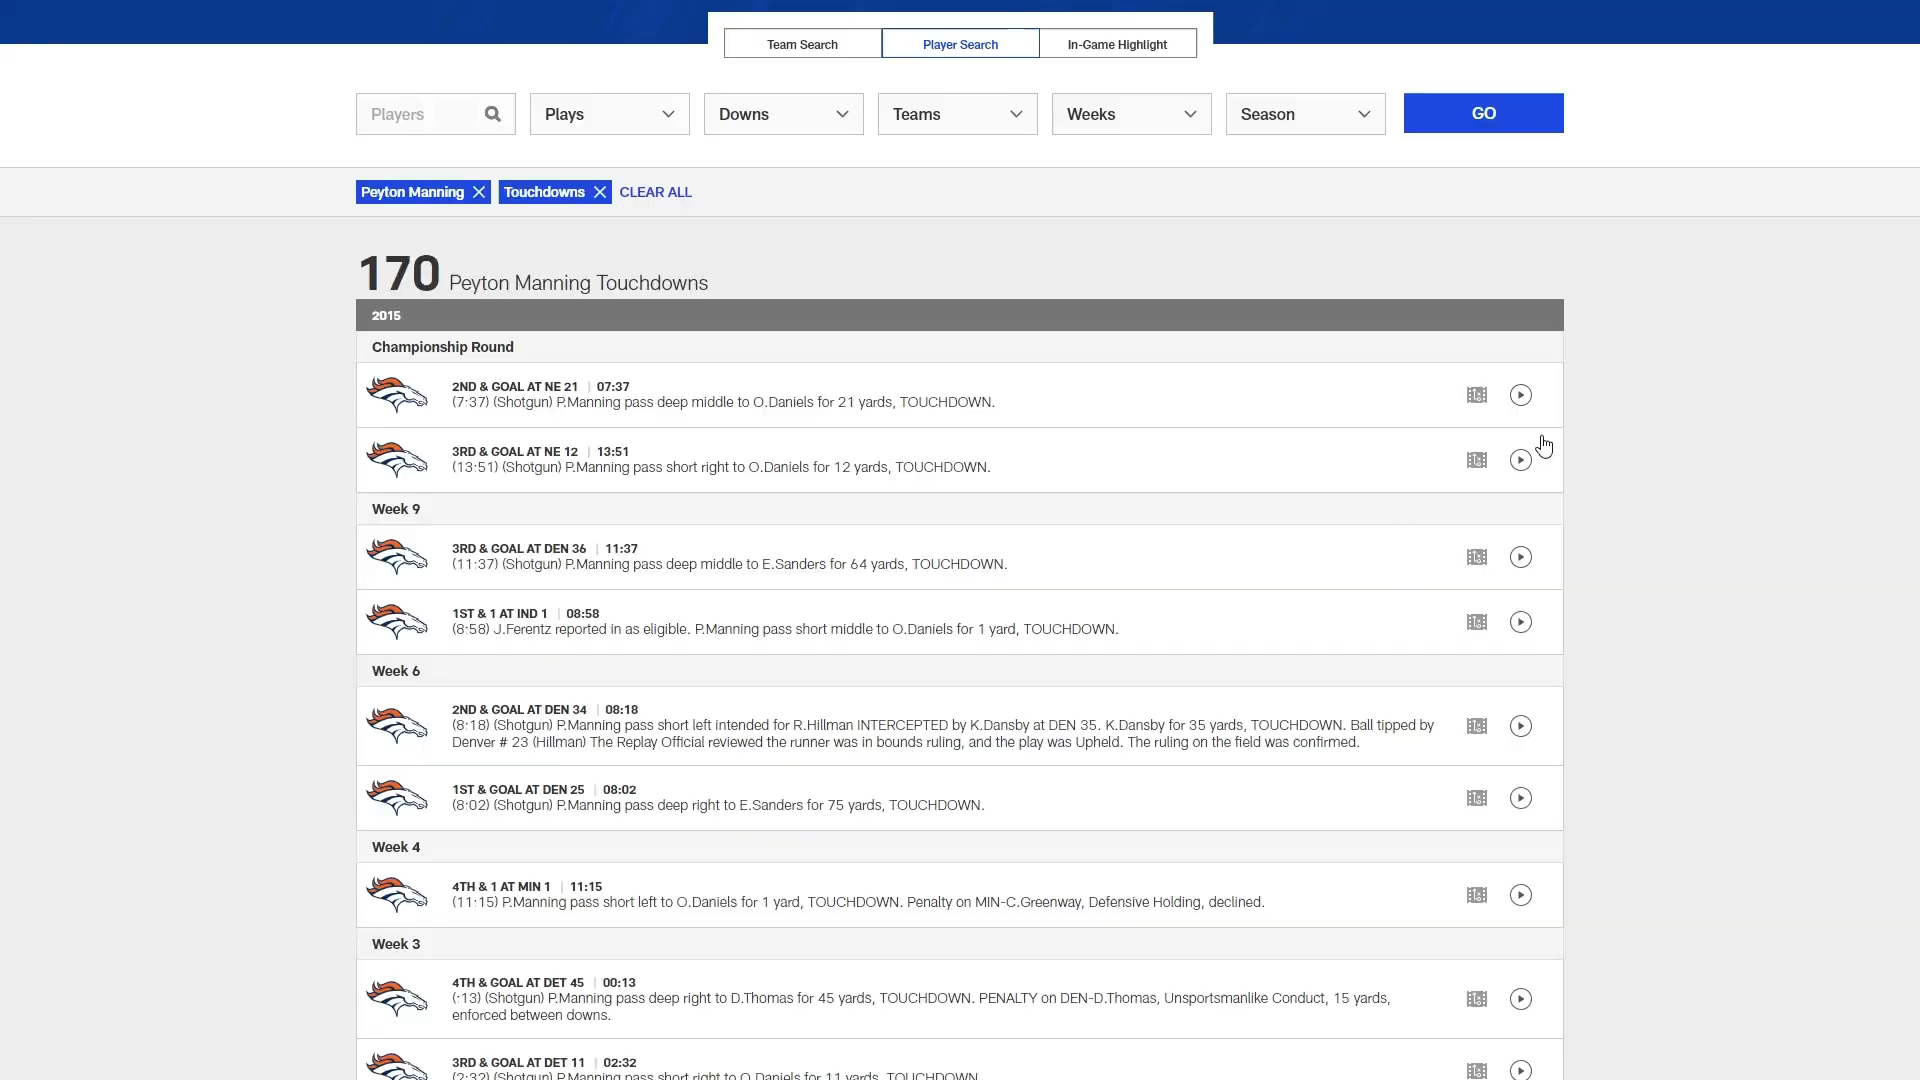 Team Search
Player Search
In-Game Highlight
Players
Plays
Downs
Teams
Weeks
Season
GO
Peyton Manning
Touchdowns
CLEAR ALL
170 Peyton Manning Touchdowns
2015
Championship Round
2ND & GOAL AT NE 21 | 07:37
(7:37) (Shotgun) P.Manning pass deep middle to O.Daniels for 21 yards, TOUCHDOWN.
3RD & GOAL AT NE 12 | 13:51
(13:51) (Shotgun) P.Manning pass short right to O.Daniels for 12 yards, TOUCHDOWN.
Week 9
3RD & GOAL AT DEN 36 | 11:37
(11:37) (Shotgun) P.Manning pass deep middle to E.Sanders for 64 yards, TOUCHDOWN.
1ST & 1 AT IND 1 | 08:58
(8:58) J.Ferentz reported in as eligible. P.Manning pass short middle to O.Daniels for 1 yard, TOUCHDOWN.
Week 6
2ND & GOAL AT DEN 34 | 08:18
(8:18) (Shotgun) P.Manning pass short left intended for R.Hillman INTERCEPTED by K.Dansby at DEN 35. K.Dansby for 35 yards, TOUCHDOWN. Ball tipped by
Denver # 23 (Hillman) The Replay Official reviewed the runner was in bounds ruling, and the play was Upheld. The ruling on the field was confirmed.
1ST & GOAL AT DEN 25 | 08:02
(8:02) (Shotgun) P.Manning pass deep right to E.Sanders for 75 yards, TOUCHDOWN.
Week 4
4TH & 1 AT MIN 1 | 11:15
(11:15) P.Manning pass short left to O.Daniels for 1 yard, TOUCHDOWN. Penalty on MIN-C.Greenway, Defensive Holding, declined.
Week 3
4TH & GOAL AT DET 45 | 00:13
(:13) (Shotgun) P.Manning pass deep right to D.Thomas for 45 yards, TOUCHDOWN. PENALTY on DEN-D.Thomas, Unsportsmanlike Conduct, 15 yards,
enforced between downs.
3RD & GOAL AT DET 11 | 02:32
(2:32) (Shotgun) P.Manning pass short right to O.Daniels for 11 yards, TOUCHDOWN.